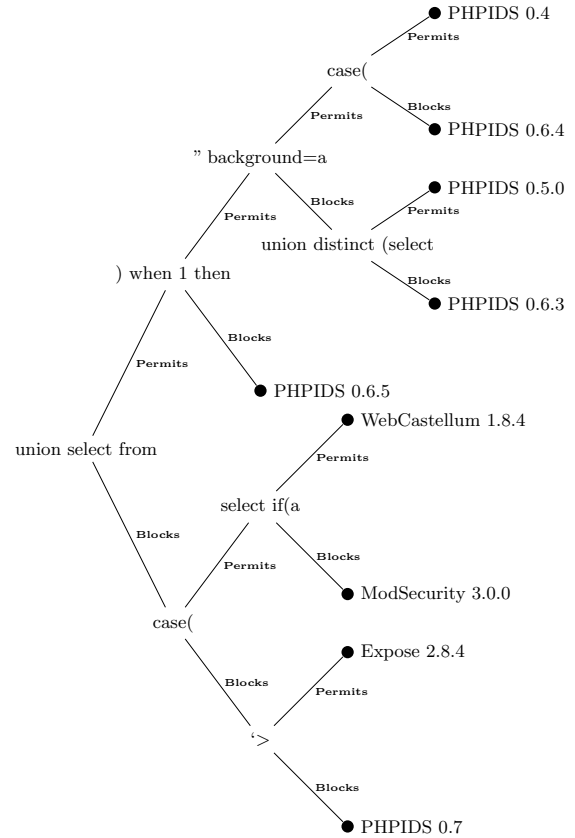 PHPIDS 0.4
Permits
case(
Blocks
Permits
PHPIDS 0.6.4
” background=a
PHPIDS 0.5.0
Blocks
Permits
Permits
union distinct (select
) when 1 then
Blocks
PHPIDS 0.6.3
Blocks
Permits
PHPIDS 0.6.5
WebCastellum 1.8.4
union select from
Permits
select if(a
Blocks
Blocks
Permits
ModSecurity 3.0.0
case(
Expose 2.8.4
Blocks
Permits
‘>
Blocks
PHPIDS 0.7